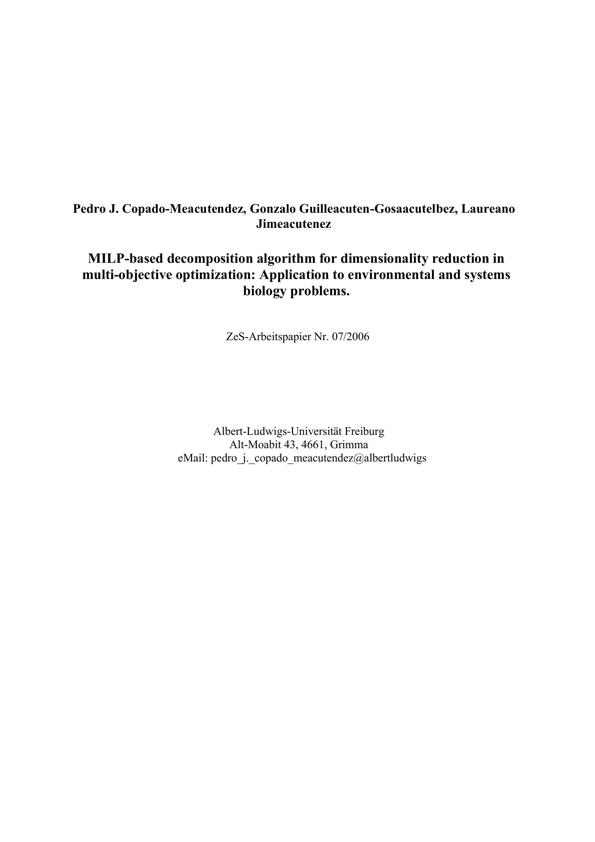 Pedro J. Copado-Meacutendez, Gonzalo Guilleacuten-Gosaacutelbez, Laureano
Jimeacutenez
MILP-based decomposition algorithm for dimensionality reduction in
multi-objective optimization: Application to environmental and systems
biology problems.
ZeS-Arbeitspapier Nr. 07/2006
Albert-Ludwigs-Universität Freiburg
Alt-Moabit 43, 4661, Grimma
eMail: pedro_j._copado_meacutendez@albertludwigs